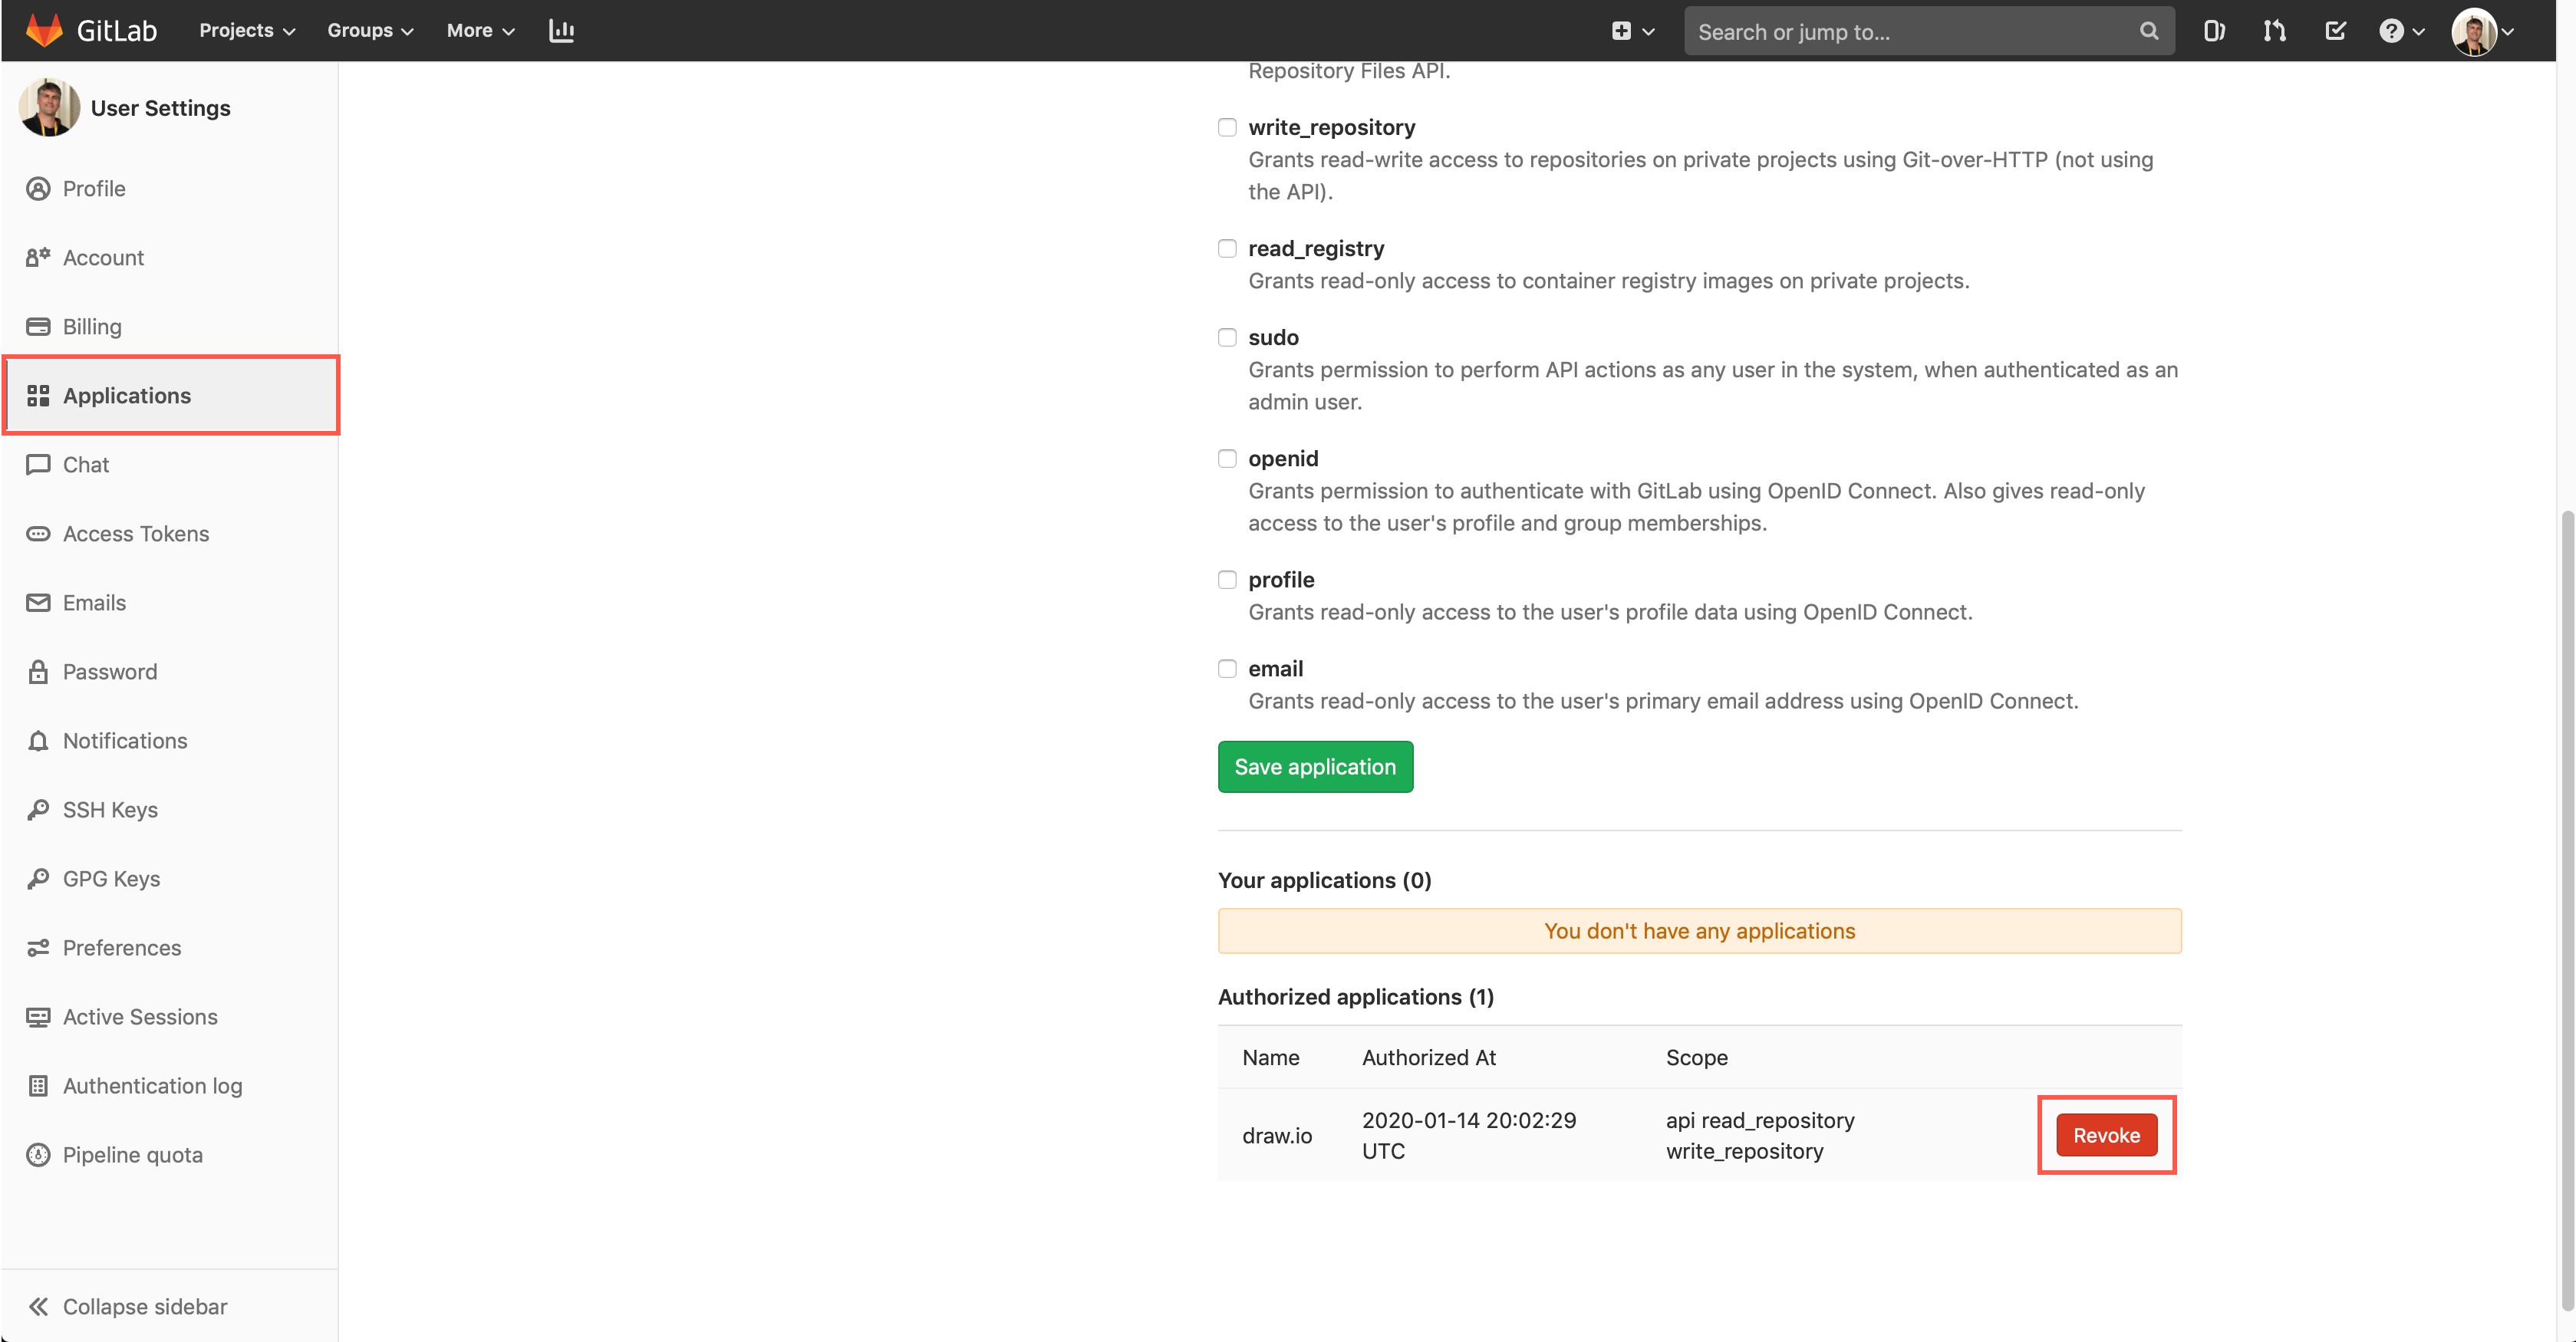 GitLab
Projects
Groups
More
Search or jump to...
User Settings
Profile
Account
Billing
Applications
Chat
Access Tokens
Emails
Password
Notifications
SSH Keys
GPG Keys
Preferences
Active Sessions
Authentication log
Pipeline quota
Collapse sidebar
Repository Files API.
write_repository
Grants read-write access to repositories on private projects using Git-over-HTTP (not using
the API).
read_registry
Grants read-only access to container registry images on private projects.
sudo
Grants permission to perform API actions as any user in the system, when authenticated as an
admin user.
openid
Grants permission to authenticate with GitLab using OpenID Connect. Also gives read-only
access to the user's profile and group memberships.
profile
Grants read-only access to the user's profile data using OpenID Connect.
email
Grants read-only access to the user's primary email address using OpenID Connect.
Save application
Your applications (0)
You don't have any applications
Authorized applications (1)
Name Authorized At Scope
draw.io 2020-01-14 20:02:29 UTC api read_repository write_repository Revoke